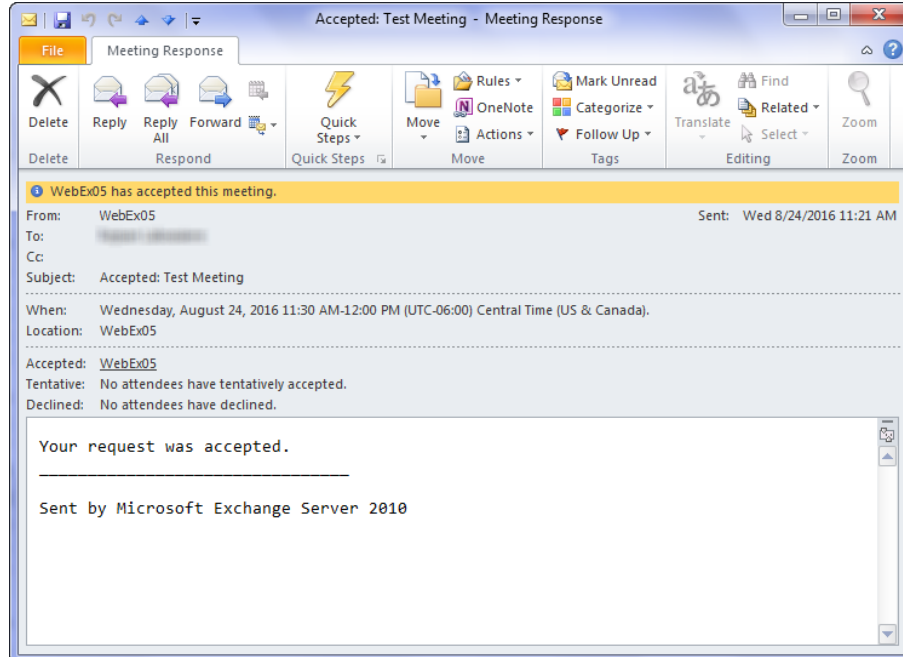 Accepted: Test Meeting - Meeting Response
File
Meeting Response
Delete
Reply
Reply All
Forward
Quick Steps
Move
Rules
OneNote
Actions
Mark Unread
Categorize
Follow Up
Translate
Find
Related
Select
Zoom
Delete
Respond
Quick Steps
Move
Tags
Editing
Zoom
WebEx05 has accepted this meeting.
From: WebEx05 Sent: Wed 8/24/2016 11:21 AM
To:
Cc:
Subject: Accepted: Test Meeting
When: Wednesday, August 24, 2016 11:30 AM-12:00 PM (UTC-06:00) Central Time (US & Canada).
Location: WebEx05
Accepted: WebEx05
Tentative: No attendees have tentatively accepted.
Declined: No attendees have declined.
Your request was accepted.
Sent by Microsoft Exchange Server 2010